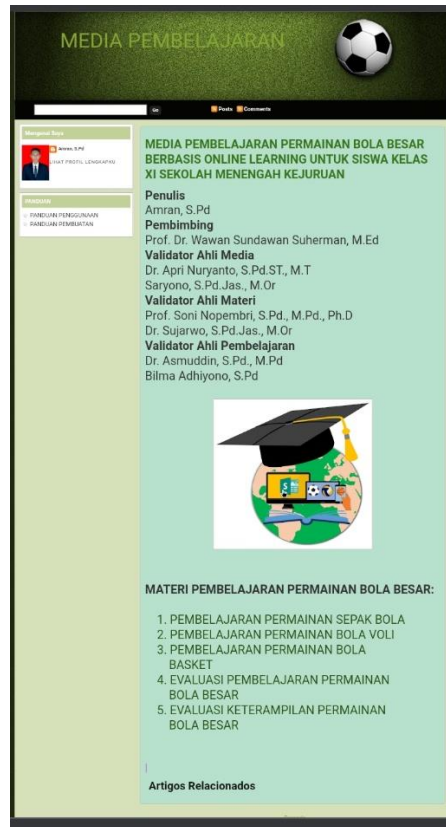 MEDIA PEMBELAJARAN
Go
Posts
Comments
Mengenai Saya
Amran, S.Pd
LIHAT PROFIL LENGKAPKU
PANDUAN
PANDUAN PENGGUNAAN
PANDUAN PEMBUATAN
MEDIA PEMBELAJARAN PERMAINAN BOLA BESAR
BERBASIS ONLINE LEARNING UNTUK SISWA KELAS
XI SEKOLAH MENENGAH KEJURUAN
Penulis
Amran, S.Pd
Pembimbing
Prof. Dr. Wawan Sundawan Suherman, M.Ed
Validator Ahli Media
Dr. Apri Nuryanto, S.Pd.ST., M.T
Saryono, S.Pd.Jas., M.Or
Validator Ahli Materi
Prof. Soni Nopembri, S.Pd., M.Pd., Ph.D
Dr. Sujarwo, S.Pd.Jas., M.Or
Validator Ahli Pembelajaran
Dr. Asmuddin, S.Pd., M.Pd
Bilma Adhiyono, S.Pd
S
MATERI PEMBELAJARAN PERMAINAN BOLA BESAR:
1. PEMBELAJARAN PERMAINAN SEPAK BOLA
2. PEMBELAJARAN PERMAINAN BOLA VOLI
3. PEMBELAJARAN PERMAINAN BOLA
BASKET
4. EVALUASI PEMBELAJARAN PERMAINAN
BOLA BESAR
5. EVALUASI KETERAMPILAN PERMAINAN
BOLA BESAR
Artigos Relacionados